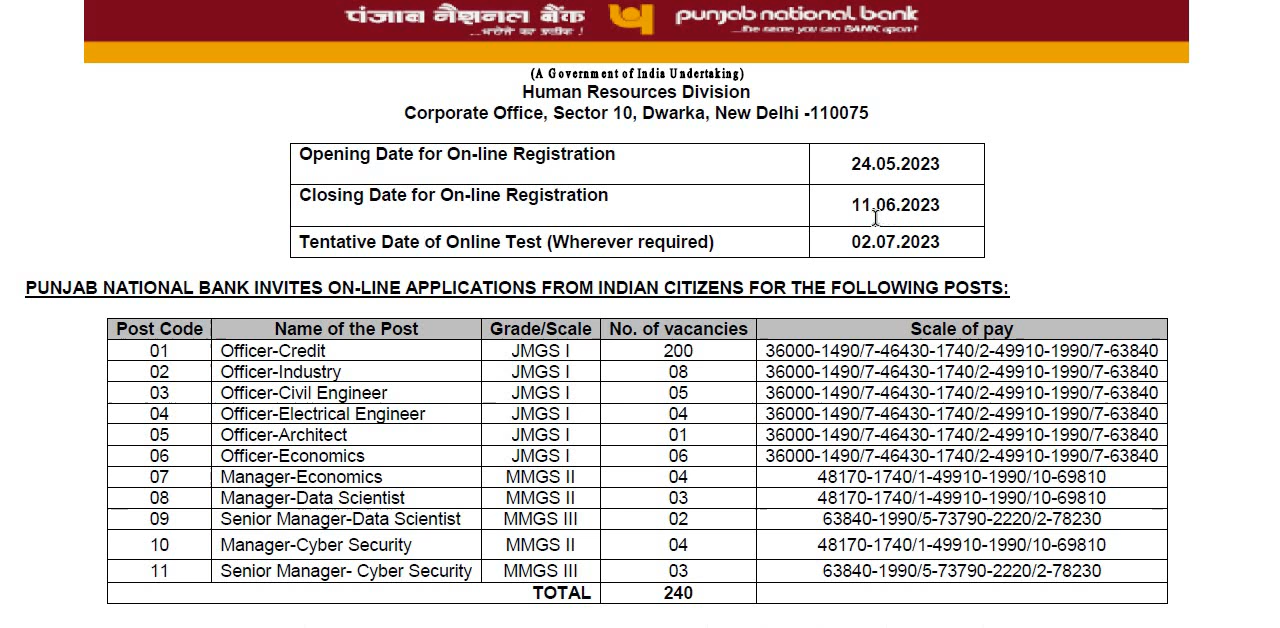 पंजाब नैशनल बैंक punjab national bank
...भरोसे का प्रतीक ! ...the name you can BANK upon!
(A Government of India Undertaking)
Human Resources Division
Corporate Office, Sector 10, Dwarka, New Delhi -110075
Opening Date for On-line Registration 24.05.2023
Closing Date for On-line Registration 11.06.2023
Tentative Date of Online Test (Wherever required) 02.07.2023
PUNJAB NATIONAL BANK INVITES ON-LINE APPLICATIONS FROM INDIAN CITIZENS FOR THE FOLLOWING POSTS:
Post Code Name of the Post Grade/Scale No. of vacancies Scale of pay
01 Officer-Credit JMGS I 200 36000-1490/7-46430-1740/2-49910-1990/7-63840
02 Officer-Industry JMGS I 08 36000-1490/7-46430-1740/2-49910-1990/7-63840
03 Officer-Civil Engineer JMGS I 05 36000-1490/7-46430-1740/2-49910-1990/7-63840
04 Officer-Electrical Engineer JMGS I 04 36000-1490/7-46430-1740/2-49910-1990/7-63840
05 Officer-Architect JMGS I 01 36000-1490/7-46430-1740/2-49910-1990/7-63840
06 Officer-Economics JMGS I 06 36000-1490/7-46430-1740/2-49910-1990/7-63840
07 Manager-Economics MMGS II 04 48170-1740/1-49910-1990/10-69810
08 Manager-Data Scientist MMGS II 03 48170-1740/1-49910-1990/10-69810
09 Senior Manager-Data Scientist MMGS III 02 63840-1990/5-73790-2220/2-78230
10 Manager-Cyber Security MMGS II 04 48170-1740/1-49910-1990/10-69810
11 Senior Manager- Cyber Security MMGS III 03 63840-1990/5-73790-2220/2-78230
TOTAL 240